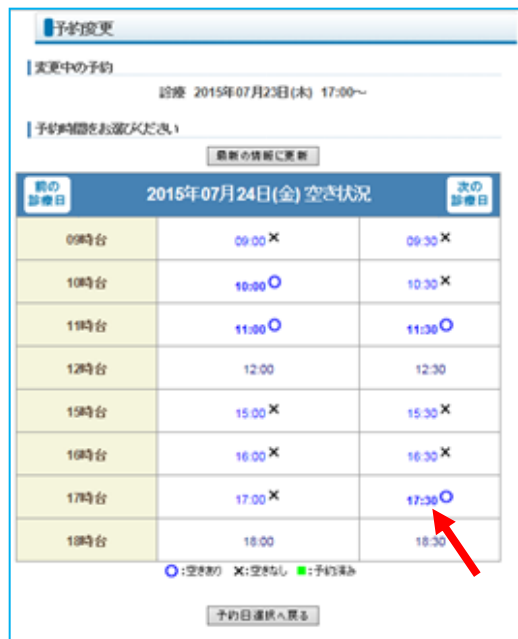 予約変更
変更中の予約
診療 2015年07月23日(木) 17:00～
予約時間をお選びください
最新の情報に更新
前の診療日 2015年07月24日(金) 空き状況 次の診療日
09時台 09:00 × 09:30 ×
10時台 10:00 ○ 10:30 ×
11時台 11:00 ○ 11:30 ○
12時台 12:00 12:30
15時台 15:00 × 15:30 ×
16時台 16:00 × 16:30 ×
17時台 17:00 × 17:30 ○
18時台 18:00 18:30
○:空きあり ×:空きなし ■:予約済み
予約日選択へ戻る